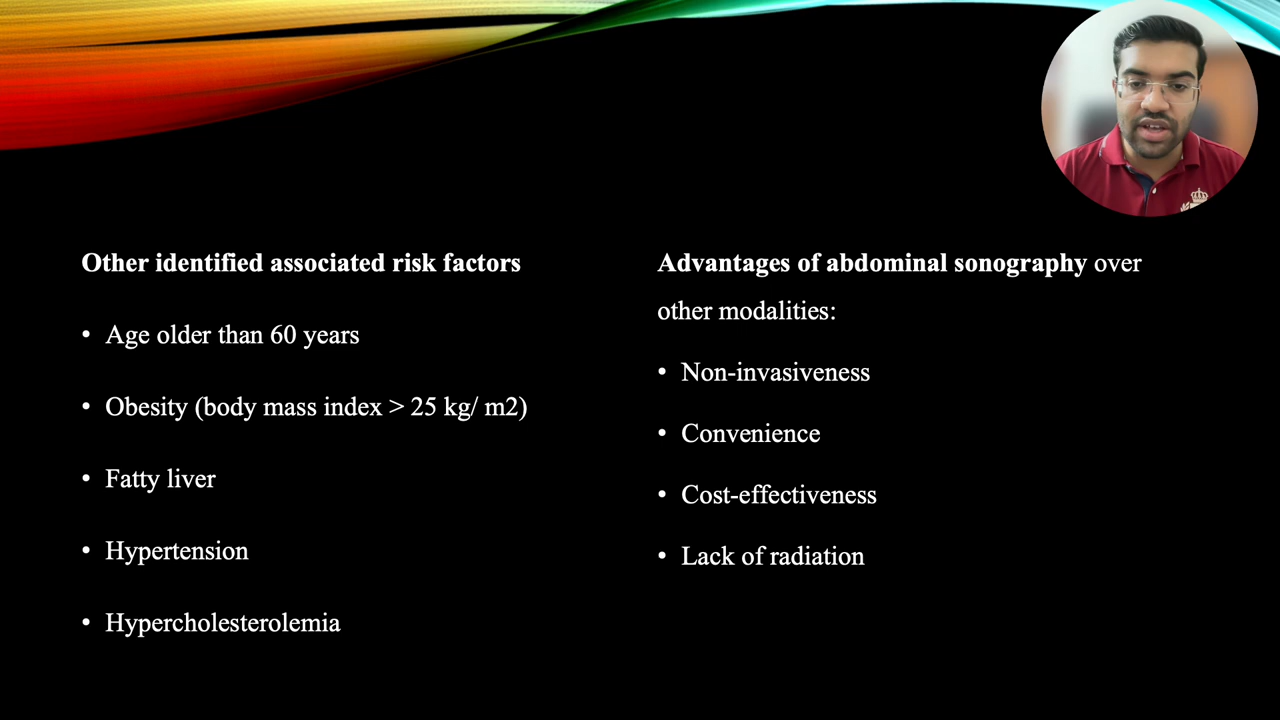 Other identified associated risk factors
• Age older than 60 years
• Obesity (body mass index > 25 kg/ m2)
• Fatty liver
• Hypertension
• Hypercholesterolemia
Advantages of abdominal sonography over
other modalities:
• Non-invasiveness
• Convenience
• Cost-effectiveness
• Lack of radiation